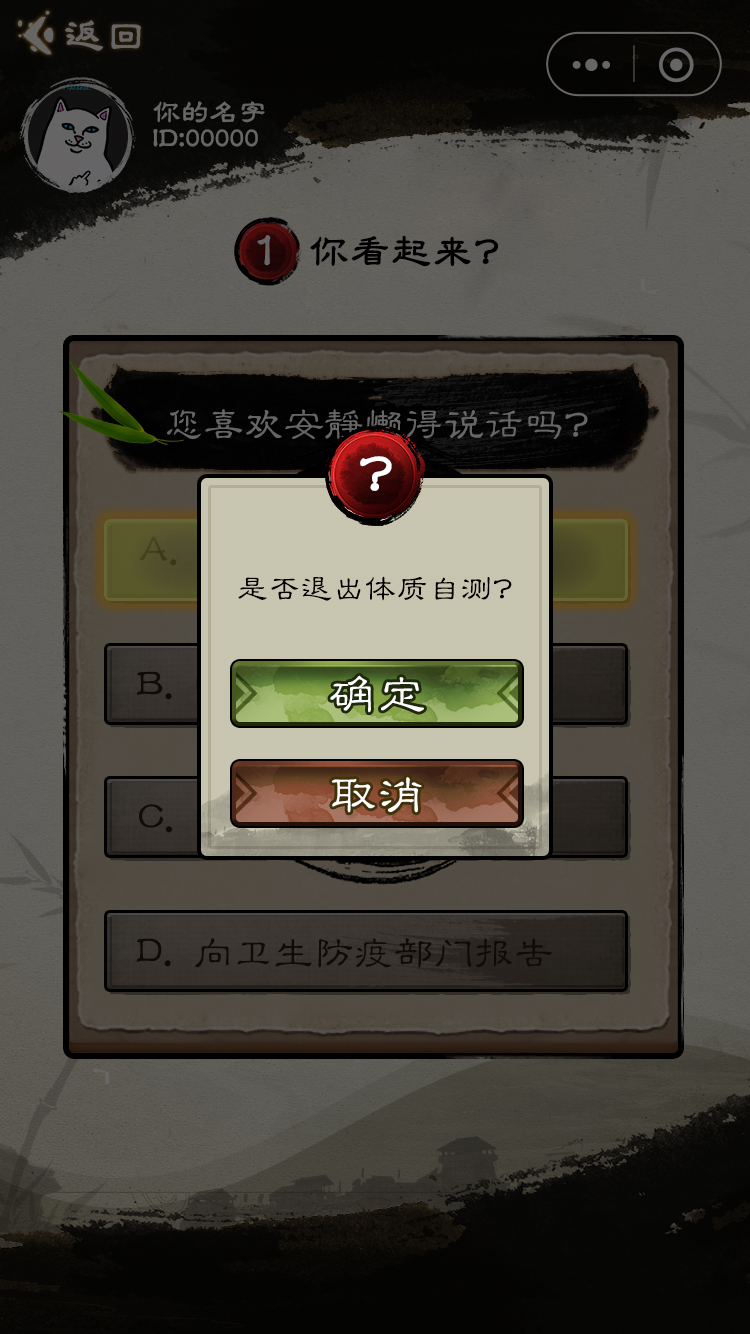 返回
你的名字
ID:00000
1 你看起来?
您喜欢安静懒得说话吗?
?
是否退出体质自测?
A.
确定
B.
取消
C.
D. 向卫生防疫部门报告